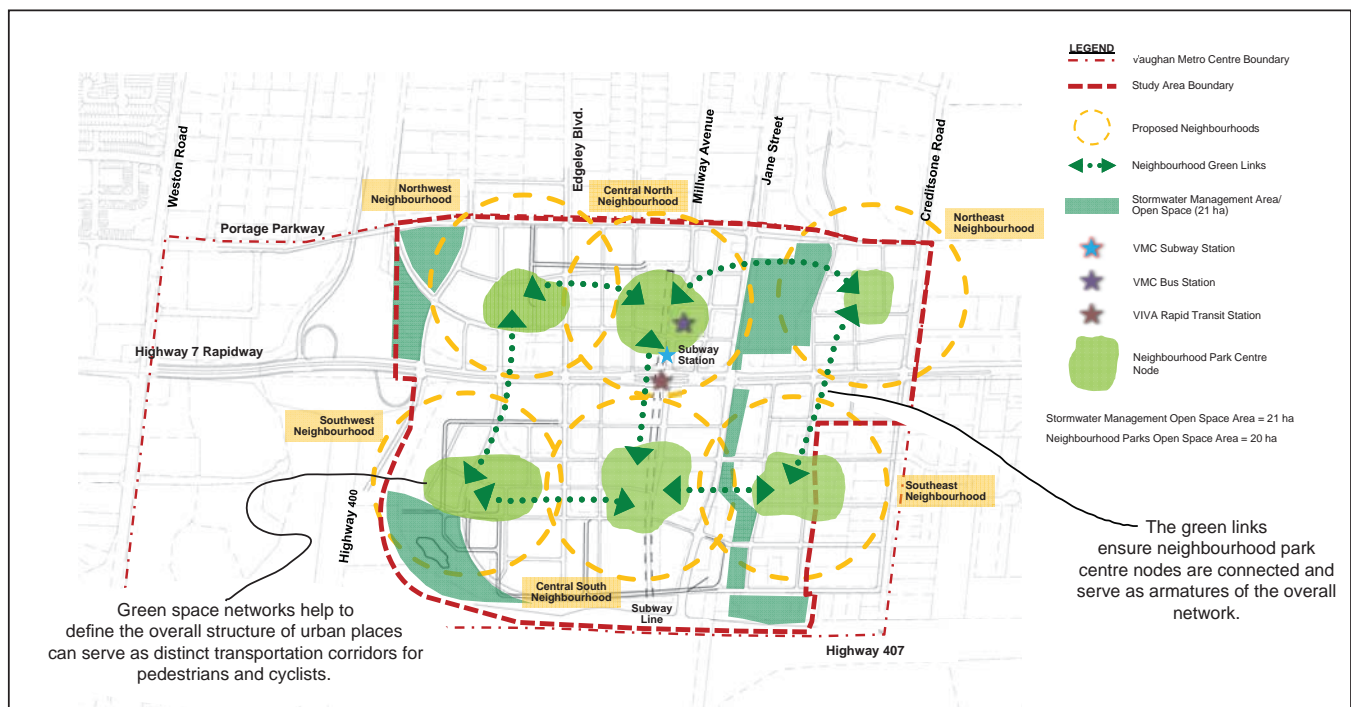 Weston Road
Edgeley Blvd.
Millway Avenue
Jane Street
Creditsone Road
Northwest
Neighbourhood
Central North
Neighbourhood
Northeast
Neighbourhood
Portage Parkway
Highway 7 Rapidway
Subway
Station
Southwest
Neighbourhood
Southeast
Neighbourhood
Highway 400
Central South
Neighbourhood
Subway
Line
Highway 407
Green space networks help to
define the overall structure of urban places
can serve as distinct transportation corridors for
pedestrians and cyclists.
The green links
ensure neighbourhood park
centre nodes are connected and
serve as armatures of the overall
network.
LEGEND
Vaughan Metro Centre Boundary
Study Area Boundary
Proposed Neighbourhoods
Neighbourhood Green Links
Stormwater Management Area/
Open Space (21 ha)
VMC Subway Station
VMC Bus Station
VIVA Rapid Transit Station
Neighbourhood Park Centre
Node
Stormwater Management Open Space Area = 21 ha
Neighbourhood Parks Open Space Area = 20 ha